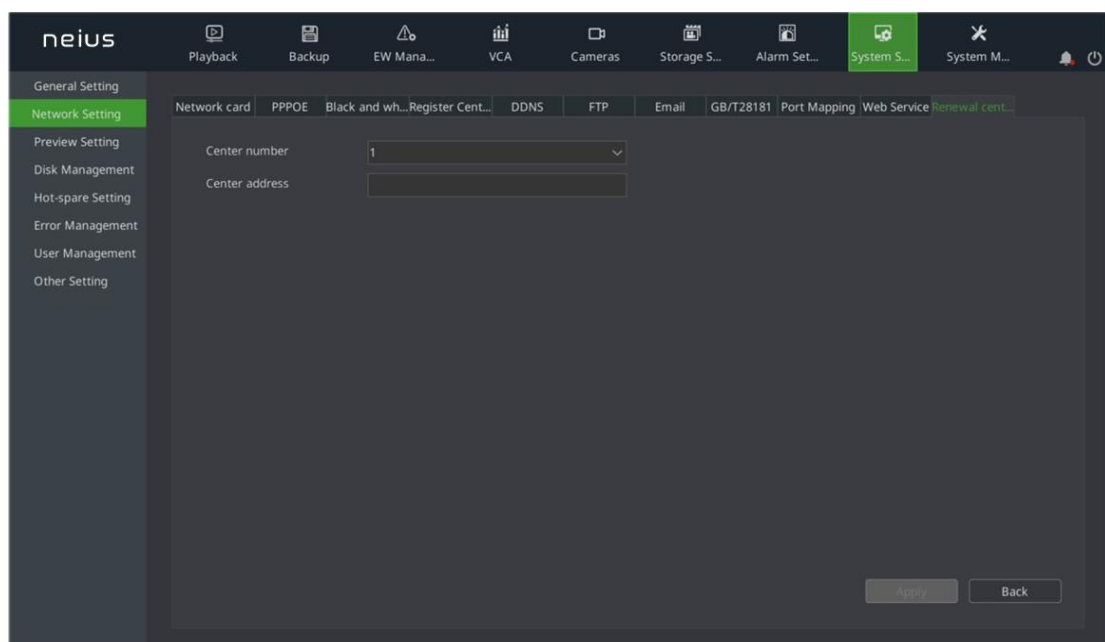 neius
Playback
Backup
EW Mana...
VCA
Cameras
Storage S...
Alarm Set...
System S...
System M...
General Setting
Network Setting
Preview Setting
Disk Management
Hot-spare Setting
Error Management
User Management
Other Setting
Network card
PPPOE
Black and wh...
Register Cent...
DDNS
FTP
Email
GB/T28181
Port Mapping
Web Service
Renewal cent...
Center number
1
Center address
Apply
Back